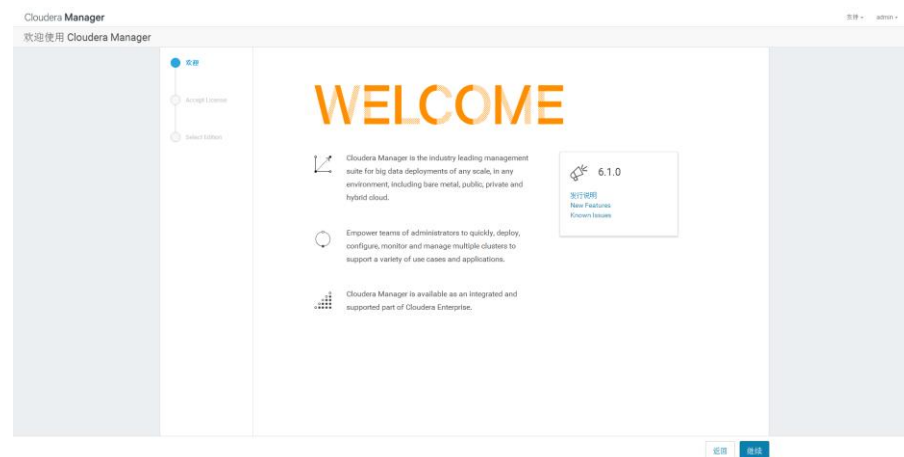 Cloudera Manager
支持 admin
欢迎使用 Cloudera Manager
欢迎
Accept License
Select Edition
WELCOME
Cloudera Manager is the industry leading management
suite for big data deployments of any scale, in any
environment, including bare metal, public, private and
hybrid cloud.
6.1.0
发行说明
New Features
Known Issues
Empower teams of administrators to quickly, deploy,
configure, monitor and manage multiple clusters to
support a variety of use cases and applications.
Cloudera Manager is available as an integrated and
supported part of Cloudera Enterprise.
返回 继续